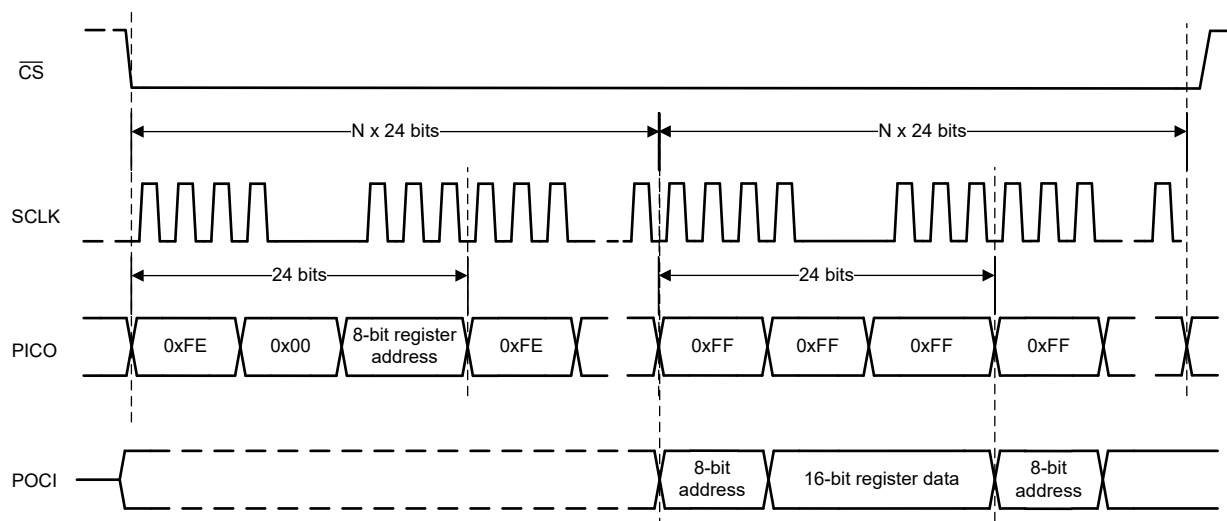 CS
N x 24 bits
N x 24 bits
SCLK
24 bits
24 bits
PICO
0xFE
0x00
8-bit register
address
0xFE
0xFF
0xFF
0xFF
0xFF
POCI
8-bit
address
16-bit register data
8-bit
address